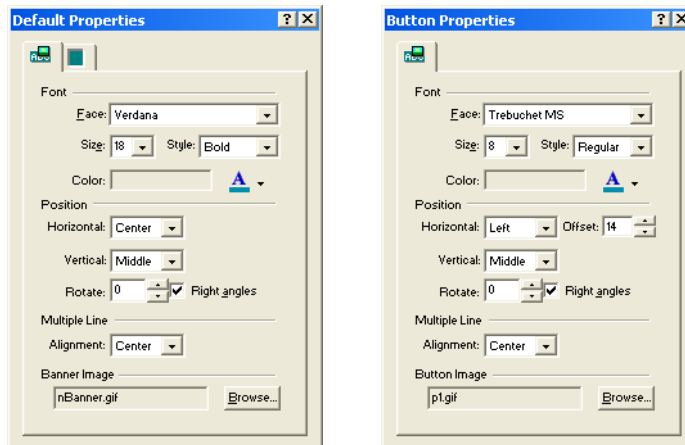 Default Properties
ABC
Font
Face: Verdana
Size: 18 Style: Bold
Color: A
Position
Horizontal: Center
Vertical: Middle
Rotate: 0 Right angles
Multiple Line
Alignment: Center
Banner Image
nBanner.gif Browse...
Button Properties
ABC
Font
Face: Trebuchet MS
Size: 8 Style: Regular
Color: A
Position
Horizontal: Left Offset: 14
Vertical: Middle
Rotate: 0 Right angles
Multiple Line
Alignment: Center
Button Image
p1.gif Browse...